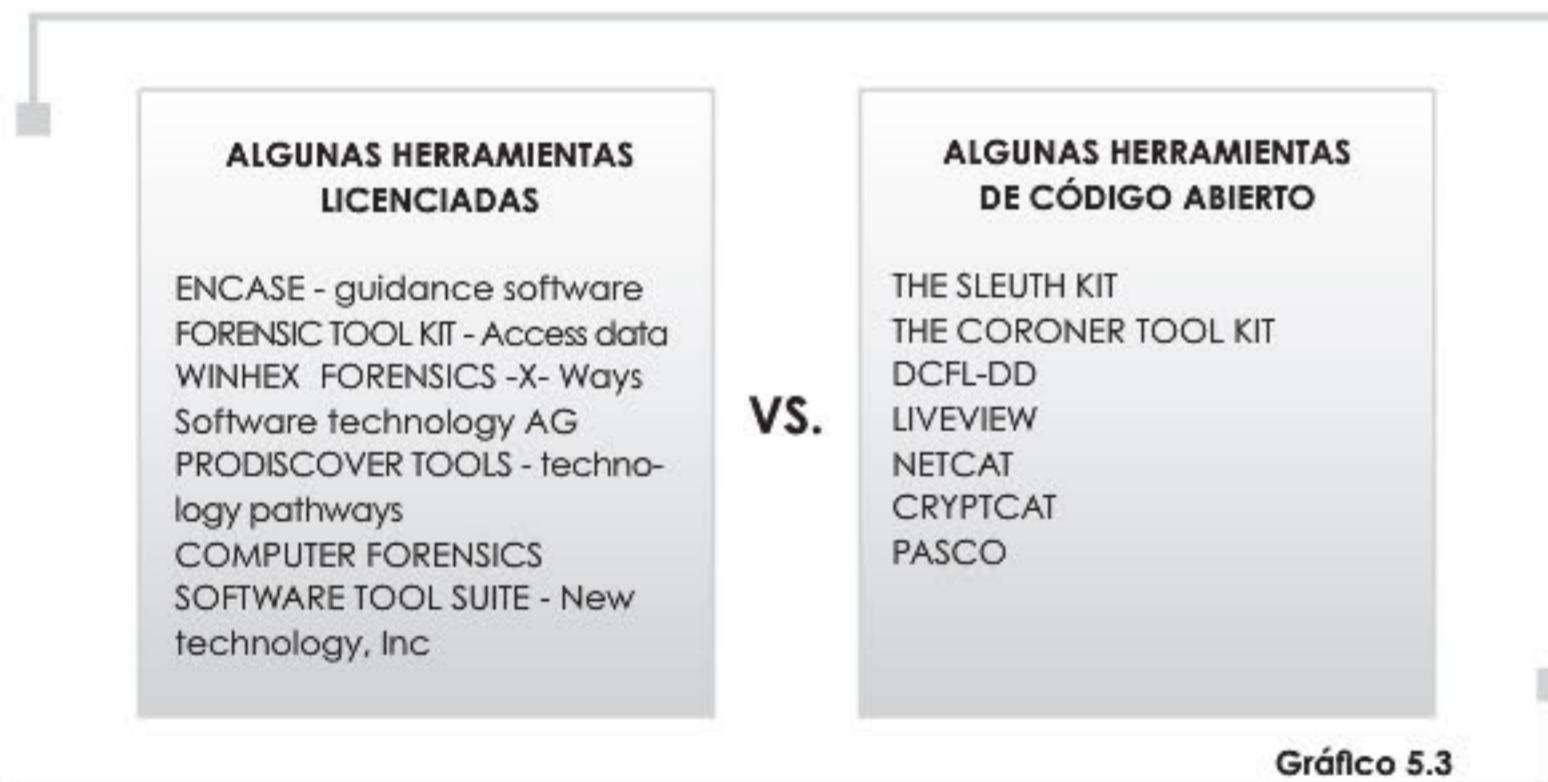 ALGUNAS HERRAMIENTAS
LICENCIADAS
ENCASE - guidance software
FORENSIC TOOL KIT - Access data
WINHEX FORENSICS -X- Ways
Software technology AG
PRODISCOVER TOOLS - techno-
logy pathways
COMPUTER FORENSICS
SOFTWARE TOOL SUITE - New
technology, Inc
VS.
ALGUNAS HERRAMIENTAS
DE CÓDIGO ABIERTO
THE SLEUTH KIT
THE CORONER TOOL KIT
DCFL-DD
LIVEVIEW
NETCAT
CRYPTCAT
PASCO
Gráfico 5.3